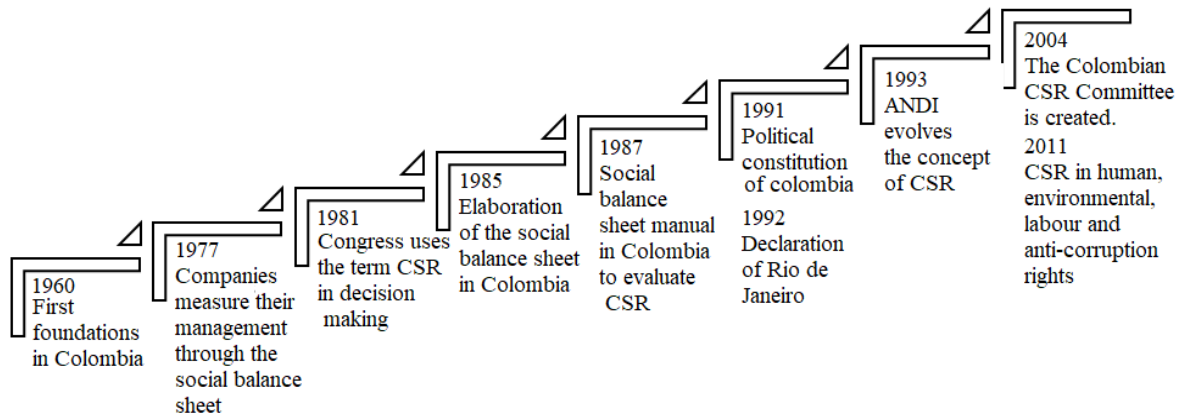 1960
First
foundations
in Colombia
1977
Companies
measure their
management
through the
social balance
sheet
1981
Congress uses
the term CSR
in decision
making
1985
Elaboration
of the social
balance sheet
in Colombia
1987
Social
balance
sheet manual
in Colombia
to evaluate
CSR
1991
Political
constitution
of colombia
1992
Declaration
of Rio de
Janeiro
1993
ANDI
evolves
the concept
of CSR
2004
The Colombian
CSR Committee
is created.
2011
CSR in human,
environmental,
labour and
anti-corruption
rights